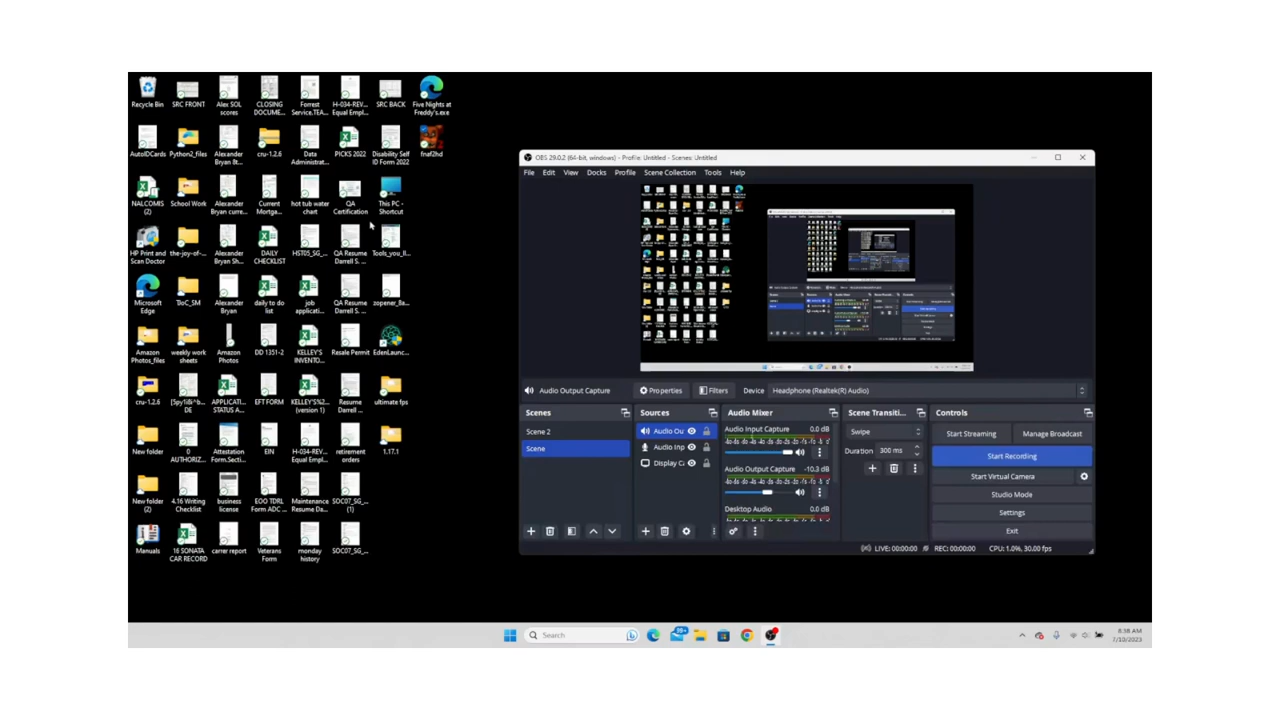 Recycle Bin
SRC FRONT
Alex SOL
scores
CLOSING
DOCUME...
Forrest
Service.TEA...
H-034-REV...
Equal Empl...
SRC BACK
Five Nights at
Freddy's.exe
AutoIDCards
Python2_files
Alexander
Bryan 8t...
cru-1.2.6
Data
Administrat...
PICKS 2022
Disability Self
ID Form 2022
fnaf2hd
NALCOMIS
(2)
School Work
Alexander
Bryan curre...
Current
Mortga...
hot tub water
chart
QA
Certification
This PC -
Shortcut
HP Print and
Scan Doctor
the-joy-of-...
Alexander
Bryan Sh...
DAILY
CHECKLIST
HST05_SG_...
QA Resume
Darrell S. ...
Tools_you_ll...
Microsoft
Edge
TloC_SM
Alexander
Bryan
daily to do
list
job
applicati...
QA Resume
Darrell S. ...
zopener_8a...
Amazon
Photos_files
weekly work
sheets
Amazon
Photos
DD 1351-2
KELLEY'S
INVENTO...
Resale Permit
EdenLaunc...
cru-1.2.6
DE
APPLICATI...
STATUS A...
EFT FORM
KELLEY'S%2...
(version 1)
Resume
Darrell ...
ultimate fps
New folder
0
AUTHORIZ...
Attestation
Form.Secti...
EIN
H-034-REV...
Equal Empl...
retirement
orders
1.17.1
New folder
(2)
4.16 Writing
Checklist
business
license
EOO TDRL
Form ADC ...
Maintenance
Resume Da...
SOC07_SG_...
(1)
Manuals
16 SONATA
CAR RECORD
carrer report
Veterans
Form
monday
history
SOC07_SG_...
OBS 29.0.2 (64-bit, windows) - Profile: Untitled - Scenes: Untitled
File Edit View Docks Profile Scene Collection Tools Help
Audio Output Capture Properties Filters Device Headphone (Realtek(R) Audio)
Scenes
Scene 2
Scene
Sources
Audio Ou
Audio Inp
Display Ca
Audio Mixer
Audio Input Capture 0.0 dB
Audio Output Capture -10.3 dB
Desktop Audio 0.0 dB
Scene Transiti...
Swipe
Duration 300 ms
Controls
Start Streaming Manage Broadcast
Start Recording
Start Virtual Camera
Studio Mode
Settings
Exit
LIVE: 00:00:00 REC: 00:00:00 CPU: 1.0%, 30.00 fps
Search
99+
8:38 AM
7/10/2023